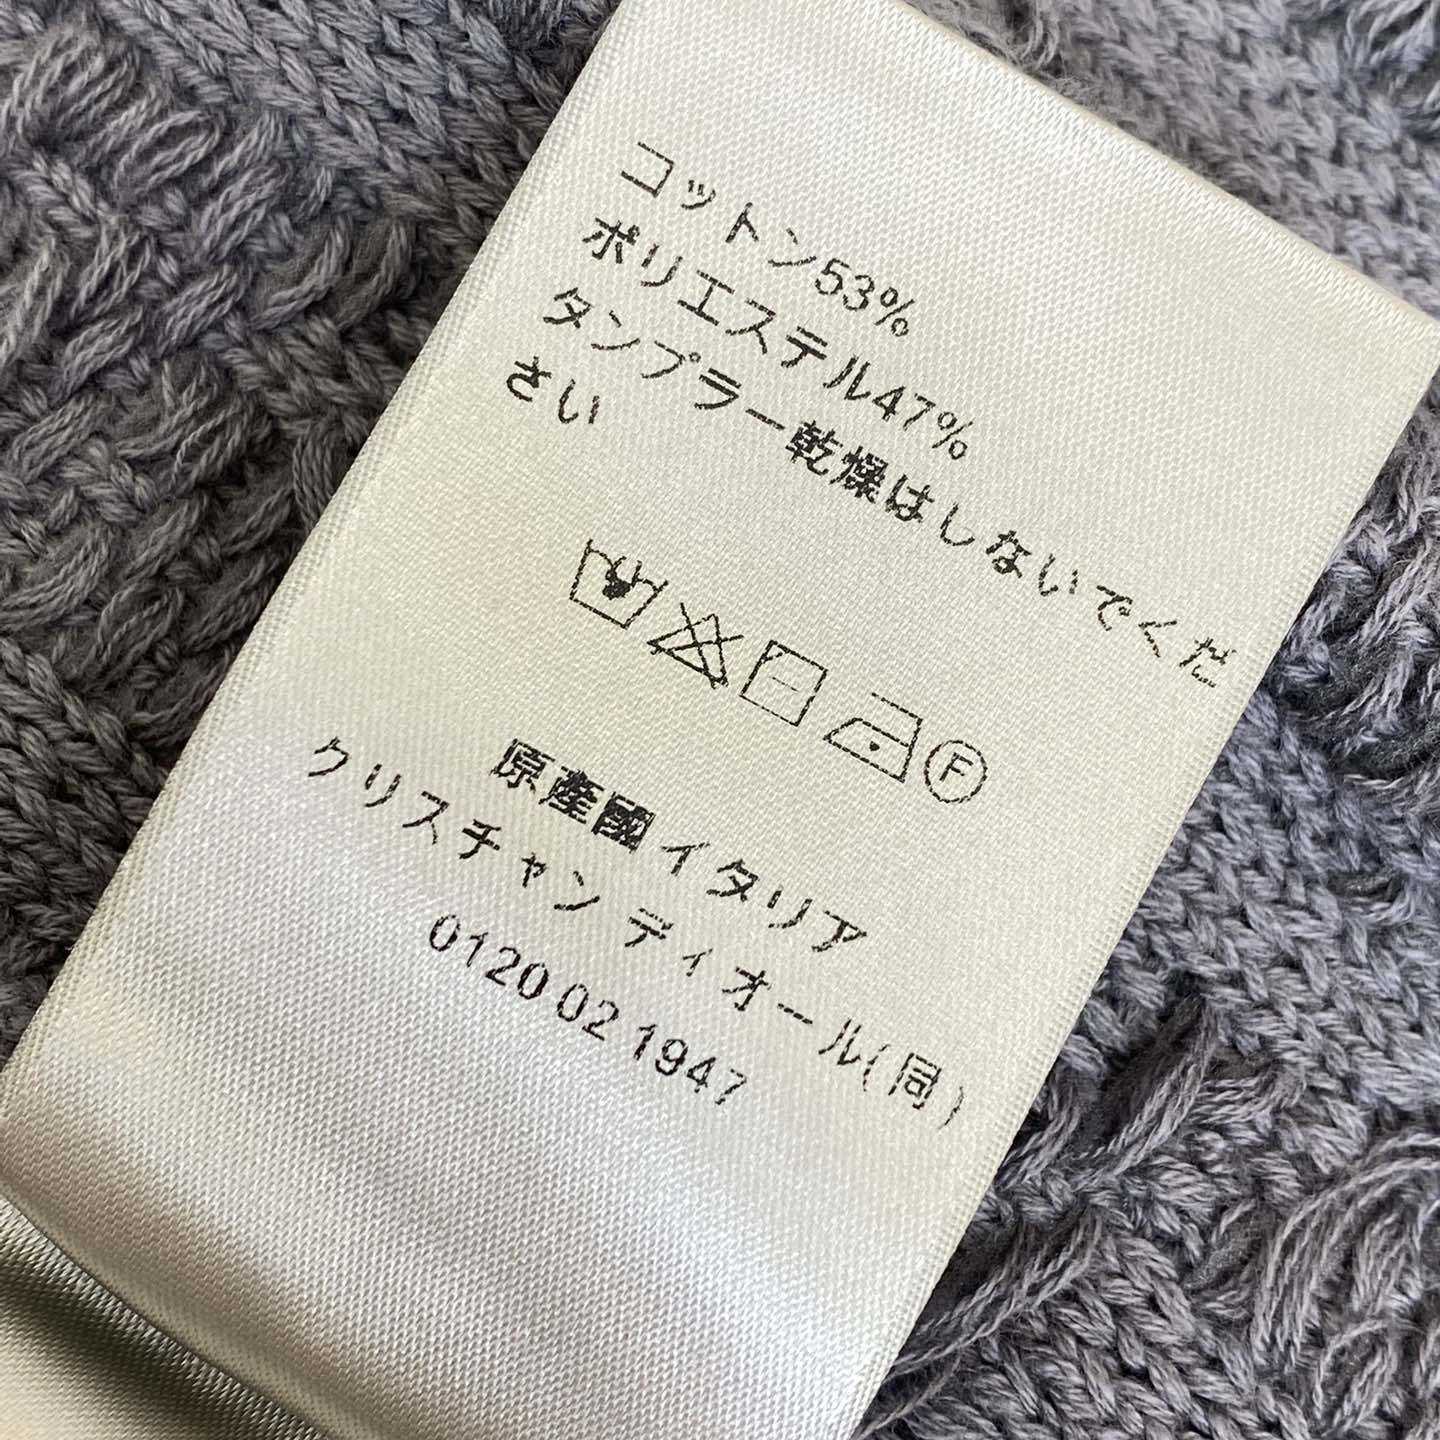 コットン53%
ポリエステル47%
タンプラー乾燥はしないでくだ
さい
F
原産國イタリア
クリスチャン ディオール(同)
0120 02 1947